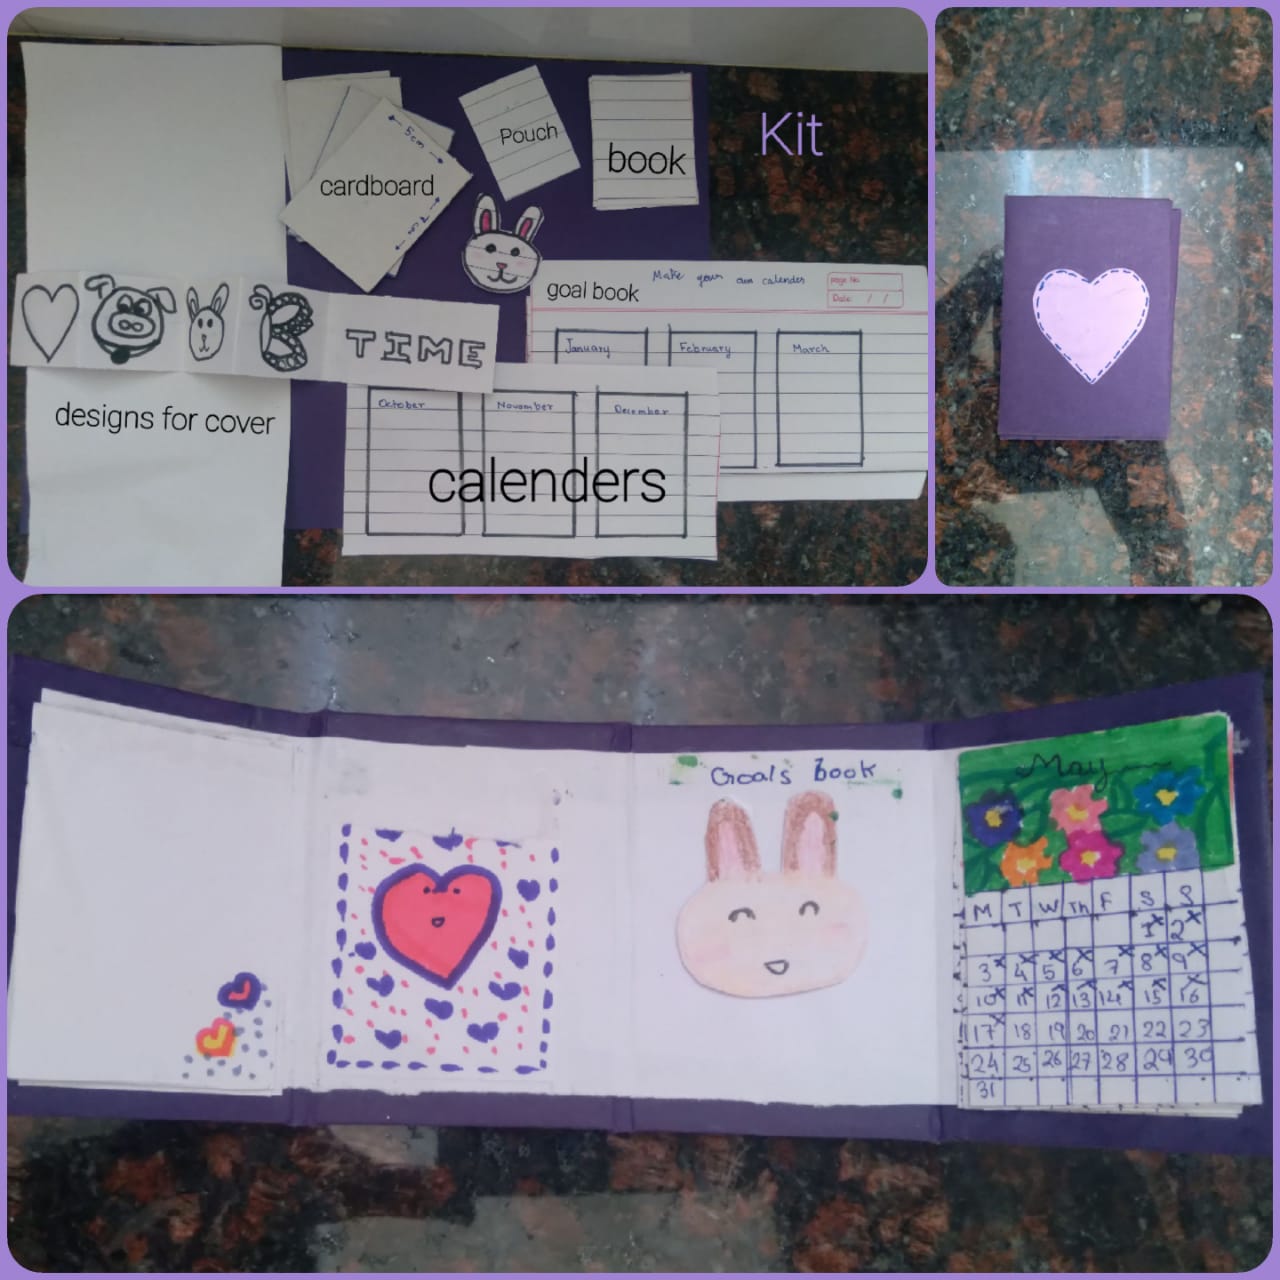 Kit
5cm
cardboard
7cm
Pouch
book
goal book
Make your own calender
Page No.
Date / /
January
February
March
TIME
designs for cover
October
November
December
calenders
Goals book
May
M T W Th F S S
1 2
3 4 5 6 7 8 9
10 11 12 13 14 15 16
17 18 19 20 21 22 23
24 25 26 27 28 29 30
31